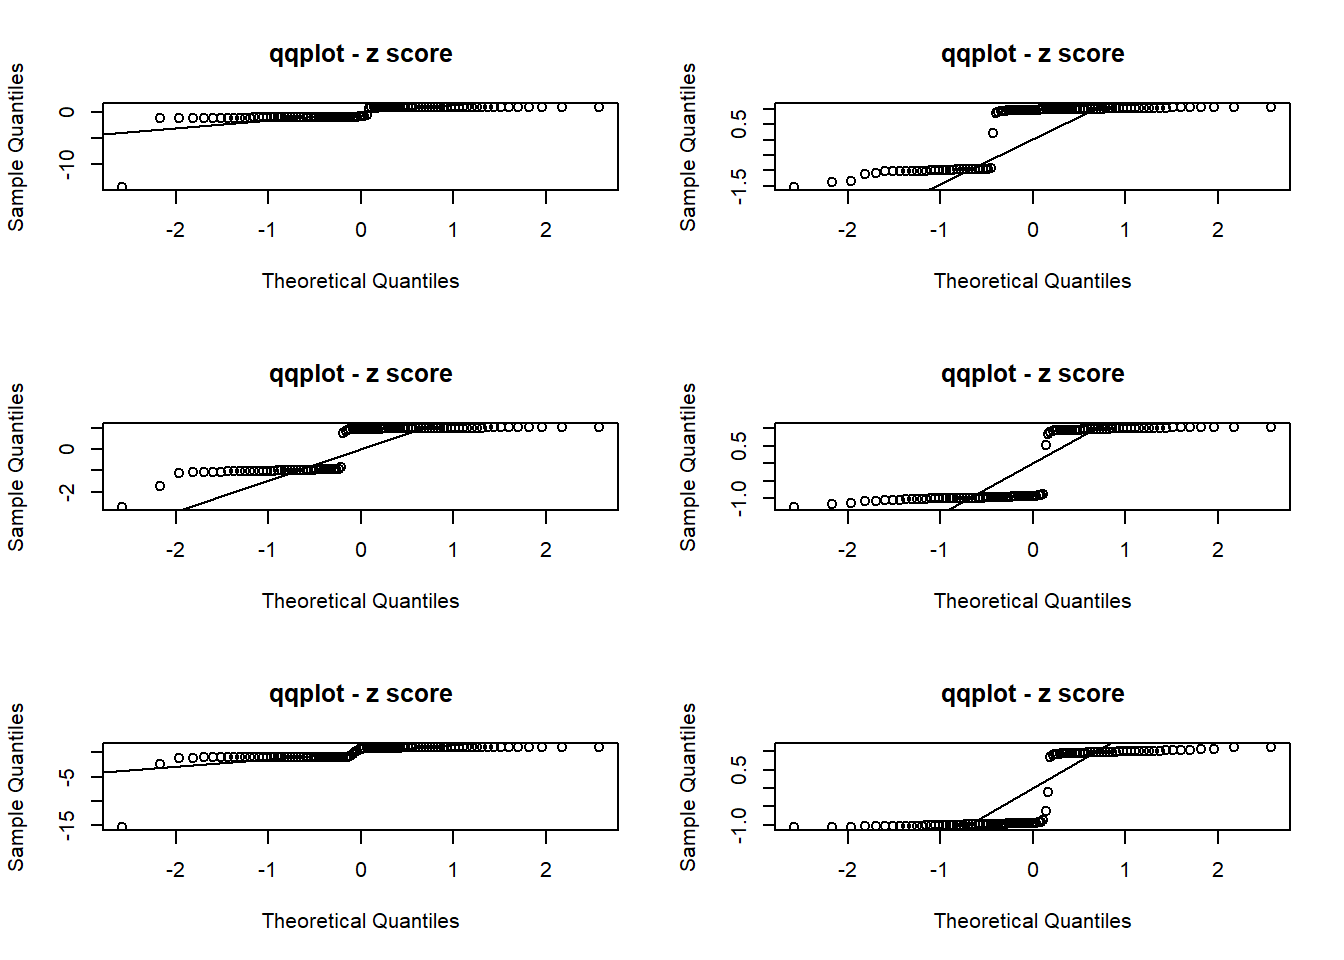 qqplot - z score
Sample Quantiles
0
-10
-2 -1 0 1 2
Theoretical Quantiles
qqplot - z score
Sample Quantiles
0.5
-1.5
-2 -1 0 1 2
Theoretical Quantiles
qqplot - z score
Sample Quantiles
0
-2
-2 -1 0 1 2
Theoretical Quantiles
qqplot - z score
Sample Quantiles
0.5
-1.0
-2 -1 0 1 2
Theoretical Quantiles
qqplot - z score
Sample Quantiles
-5
-15
-2 -1 0 1 2
Theoretical Quantiles
qqplot - z score
Sample Quantiles
0.5
-1.0
-2 -1 0 1 2
Theoretical Quantiles